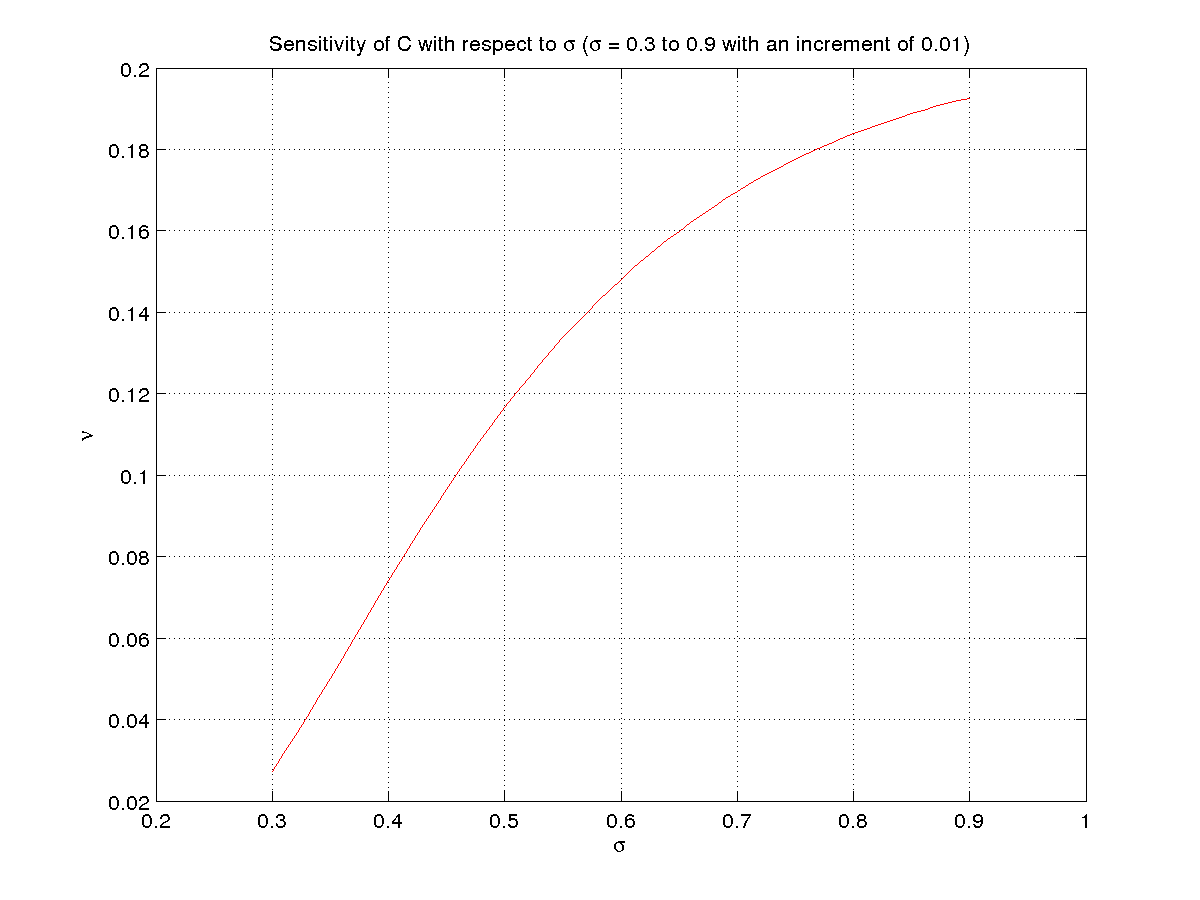 Sensitivity of C with respect to σ (σ = 0.3 to 0.9 with an increment of 0.01)
0.2
0.18
0.16
0.14
0.12
0.1
0.08
0.06
0.04
0.02
ν
0.2 0.3 0.4 0.5 0.6 0.7 0.8 0.9 1
σ